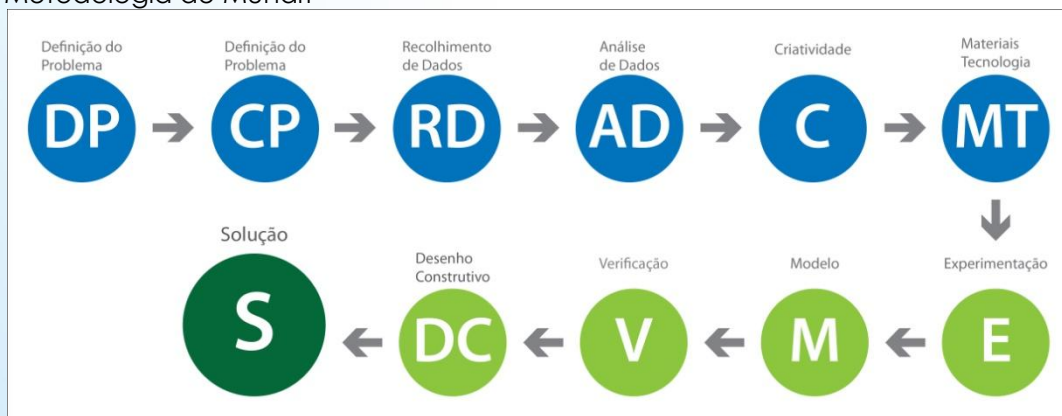 Metodologia de Munari
Definição do
Problema
DP
Definição do
Problema
CP
Recolhimento
de Dados
RD
Análise
de Dados
AD
Criatividade
C
Materiais
Tecnologia
MT
Experimentação
E
Modelo
M
Verificação
V
Desenho
Construtivo
DC
Solução
S